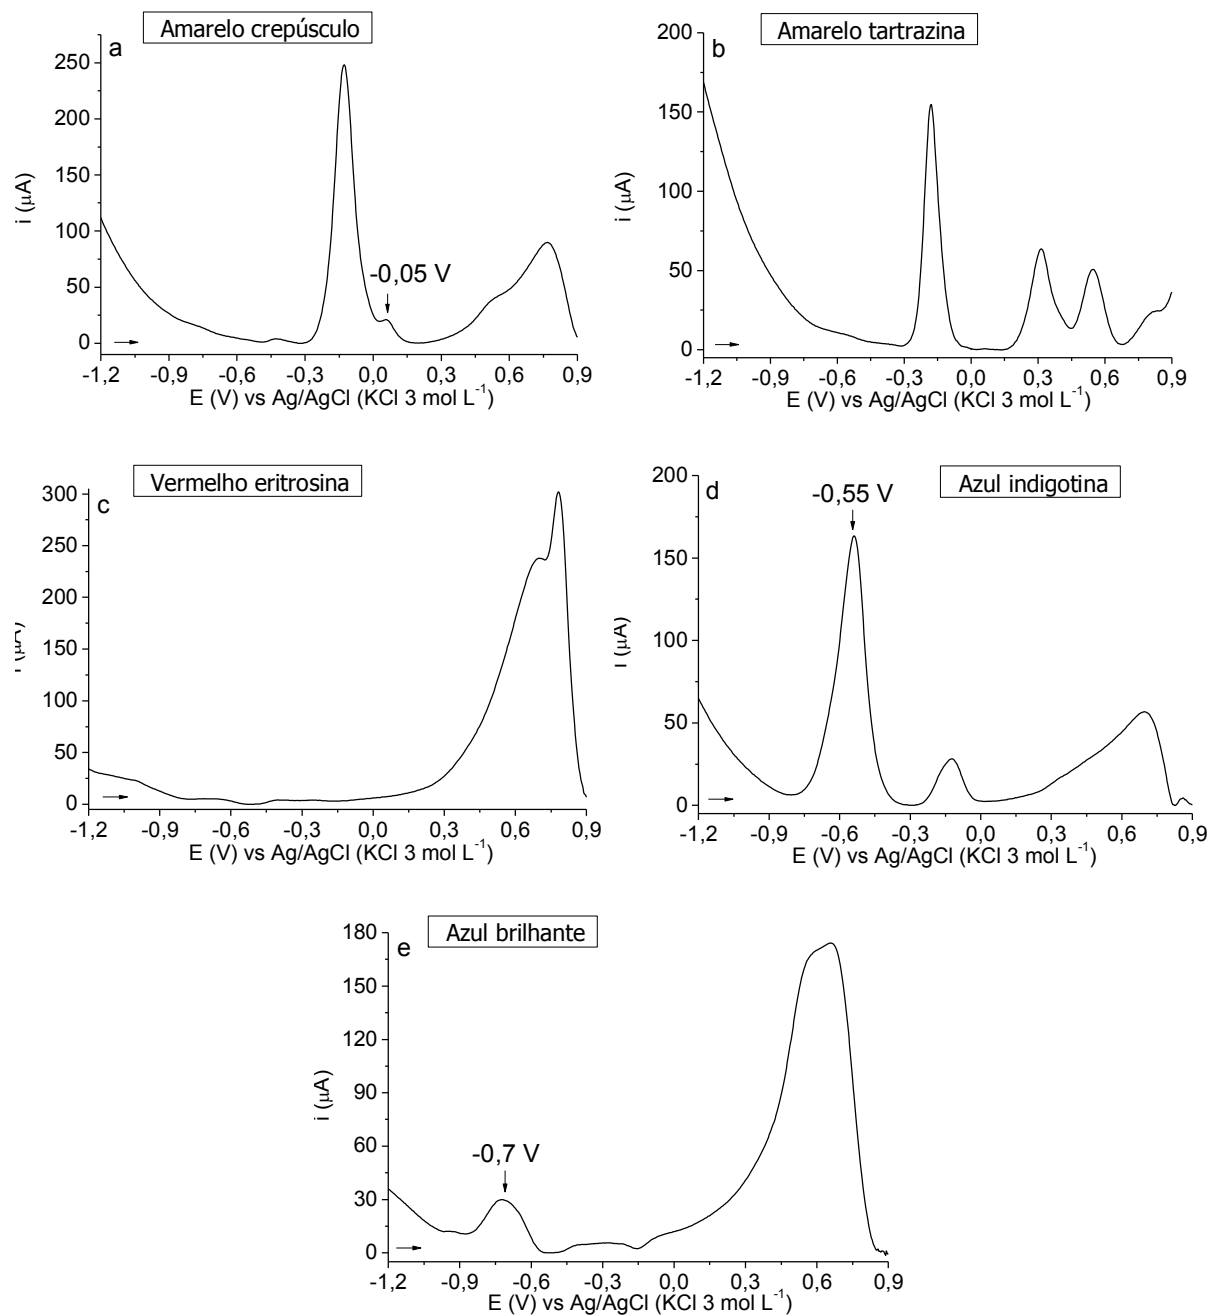 a
Amarelo crepúsculo
250
200
150
100
50
0
i (µA)
-0,05 V
-1,2 -0,9 -0,6 -0,3 0,0 0,3 0,6 0,9
E (V) vs Ag/AgCl (KCl 3 mol L⁻¹)
b
Amarelo tartrazina
200
150
100
50
0
i (µA)
-1,2 -0,9 -0,6 -0,3 0,0 0,3 0,6 0,9
E (V) vs Ag/AgCl (KCl 3 mol L⁻¹)
c
Vermelho eritrosina
300
250
200
150
100
50
0
i (µA)
-1,2 -0,9 -0,6 -0,3 0,0 0,3 0,6 0,9
E (V) vs Ag/AgCl (KCl 3 mol L⁻¹)
d
Azul indigotina
200
150
100
50
0
i (µA)
-0,55 V
-1,2 -0,9 -0,6 -0,3 0,0 0,3 0,6 0,9
E (V) vs Ag/AgCl (KCl 3 mol L⁻¹)
e
Azul brilhante
180
150
120
90
60
30
0
i (µA)
-0,7 V
-1,2 -0,9 -0,6 -0,3 0,0 0,3 0,6 0,9
E (V) vs Ag/AgCl (KCl 3 mol L⁻¹)